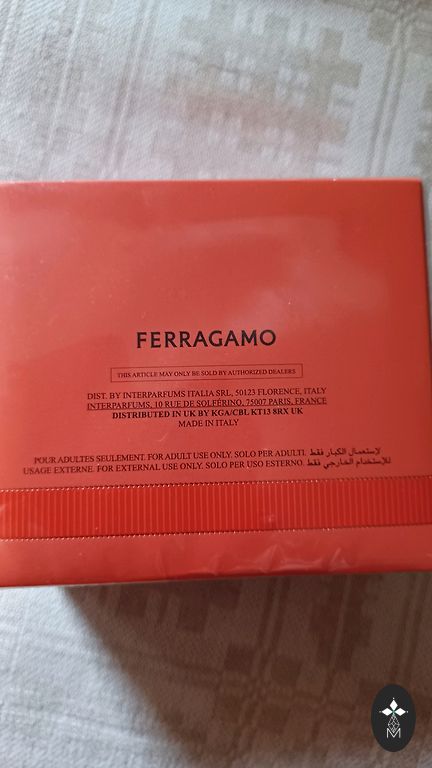 FERRAGAMO
THIS ARTICLE MAY ONLY BE SOLD BY AUTHORIZED DEALERS
DIST. BY INTERPARFUMS ITALIA SRL, 50123 FLORENCE, ITALY
INTERPARFUMS, 10 RUE DE SOLFÉRINO, 75007 PARIS, FRANCE
DISTRIBUTED IN UK BY KGA/CBL KT13 8RX UK
MADE IN ITALY
POUR ADULTES SEULEMENT. FOR ADULT USE ONLY. SOLO PER ADULTI. لإستعمال الكبار فقط
USAGE EXTERNE. FOR EXTERNAL USE ONLY. SOLO PER USO ESTERNO. للإستخدام الخارجي فقط
M